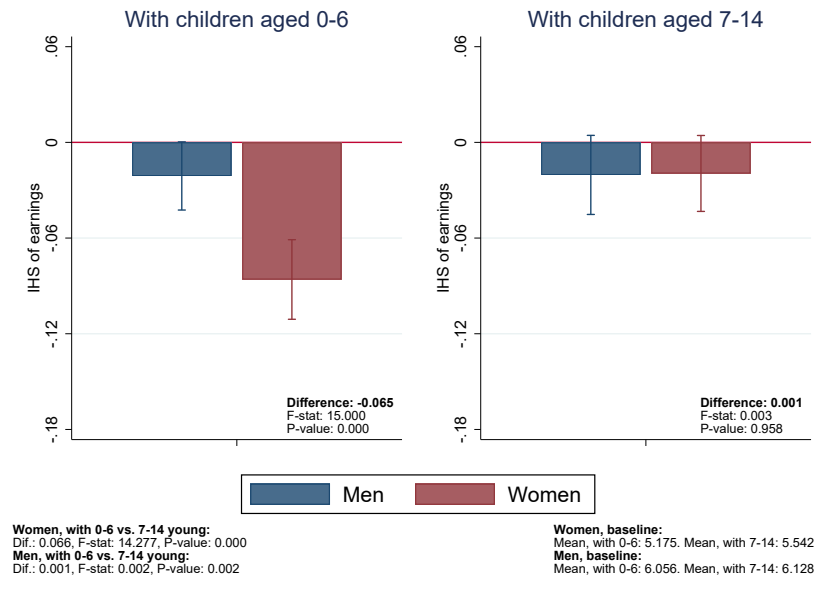 With children aged 0-6
IHS of earnings
.06
0
-.06
-.12
-.18
Difference: -0.065
F-stat: 15.000
P-value: 0.000
With children aged 7-14
IHS of earnings
.06
0
-.06
-.12
-.18
Difference: 0.001
F-stat: 0.003
P-value: 0.958
Men
Women
Women, with 0-6 vs. 7-14 young:
Dif.: 0.066, F-stat: 14.277, P-value: 0.000
Men, with 0-6 vs. 7-14 young:
Dif.: 0.001, F-stat: 0.002, P-value: 0.002
Women, baseline:
Mean, with 0-6: 5.175. Mean, with 7-14: 5.542
Men, baseline:
Mean, with 0-6: 6.056. Mean, with 7-14: 6.128